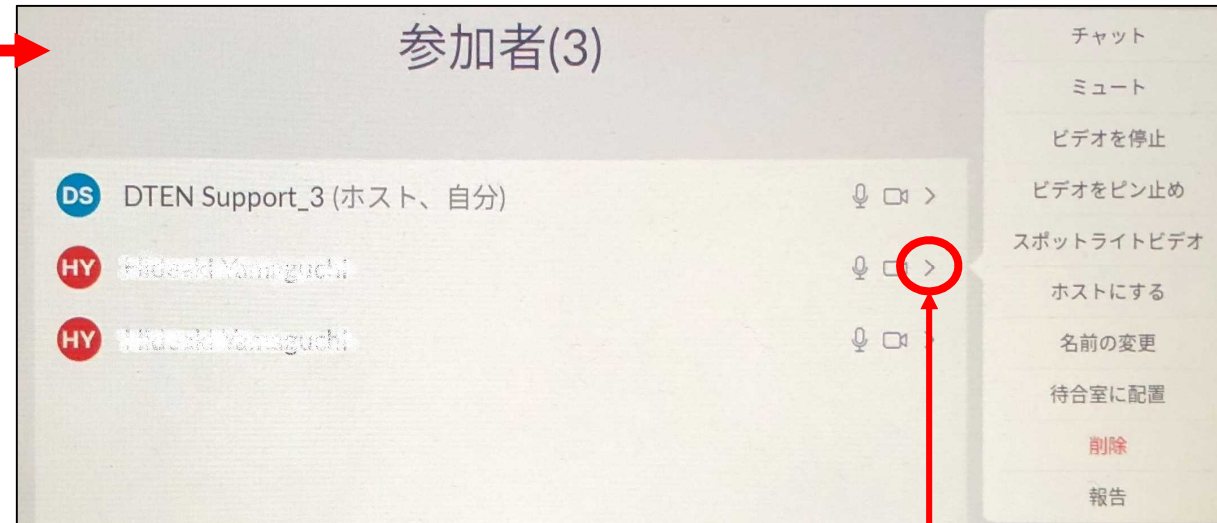 参加者(3)
DS DTEN Support_3 (ホスト、自分)
HY
HY
チャット
ミュート
ビデオを停止
ビデオをピン止め
スポットライトビデオ
ホストにする
名前の変更
待合室に配置
削除
報告